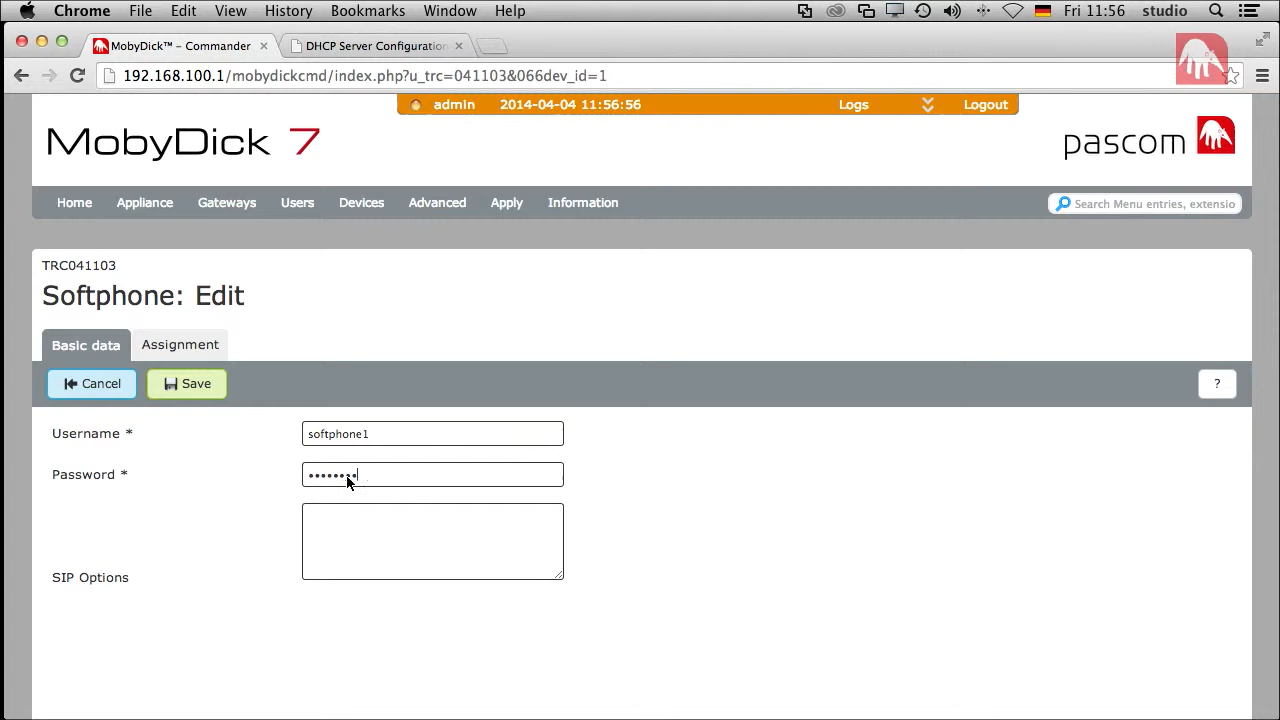 Chrome File Edit View History Bookmarks Window Help Fri 11:56 studio
MobyDick™ – Commander DHCP Server Configuration
192.168.100.1/mobydickcmd/index.php?u_trc=041103&066dev_id=1
admin 2014-04-04 11:56:56 Logs Logout
MobyDick 7 pascom
Home Appliance Gateways Users Devices Advanced Apply Information Search Menu entries, extensio
TRC041103
Softphone: Edit
Basic data Assignment
Cancel Save ?
Username * softphone1
Password * ••••••••
SIP Options